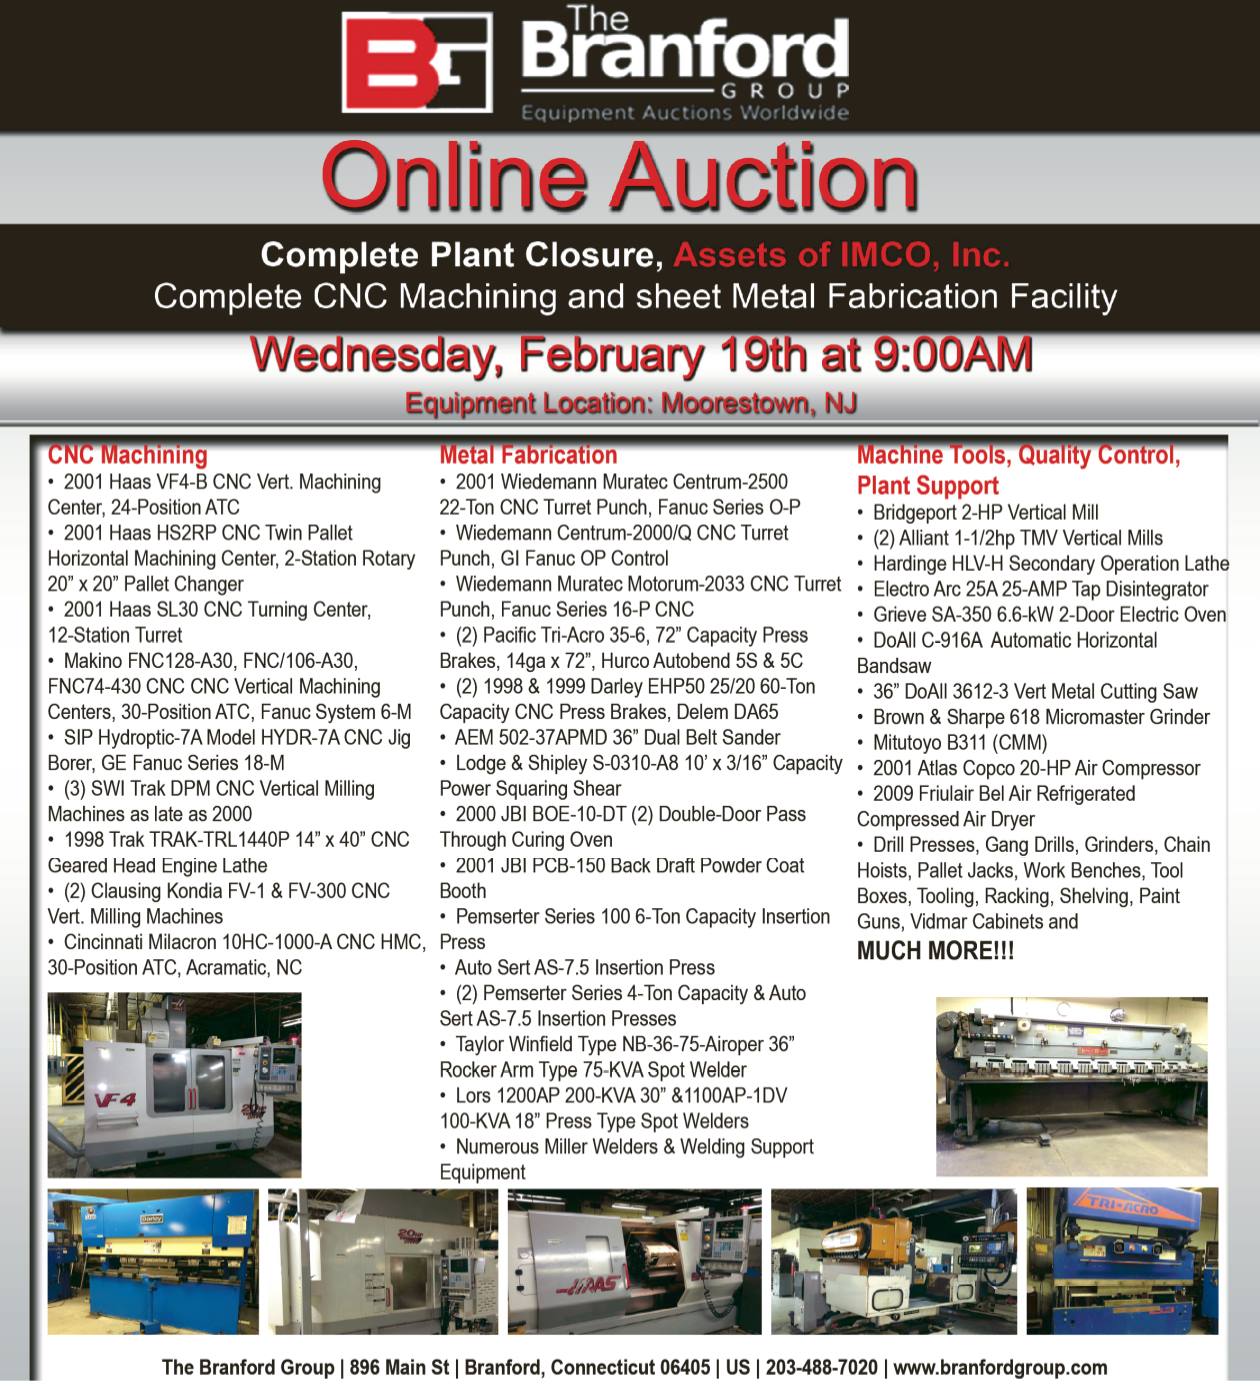 BG
The
Branford
GROUP
Equipment Auctions Worldwide
Online Auction
Complete Plant Closure, Assets of IMCO, Inc.
Complete CNC Machining and sheet Metal Fabrication Facility
Wednesday, February 19th at 9:00AM
Equipment Location: Moorestown, NJ
CNC Machining
• 2001 Haas VF4-B CNC Vert. Machining
Center, 24-Position ATC
• 2001 Haas HS2RP CNC Twin Pallet
Horizontal Machining Center, 2-Station Rotary
20” x 20” Pallet Changer
• 2001 Haas SL30 CNC Turning Center,
12-Station Turret
• Makino FNC128-A30, FNC/106-A30,
FNC74-430 CNC CNC Vertical Machining
Centers, 30-Position ATC, Fanuc System 6-M
• SIP Hydroptic-7A Model HYDR-7A CNC Jig
Borer, GE Fanuc Series 18-M
• (3) SWI Trak DPM CNC Vertical Milling
Machines as late as 2000
• 1998 Trak TRAK-TRL1440P 14” x 40” CNC
Geared Head Engine Lathe
• (2) Clausing Kondia FV-1 & FV-300 CNC
Vert. Milling Machines
• Cincinnati Milacron 10HC-1000-A CNC HMC,
30-Position ATC, Acramatic, NC
Metal Fabrication
• 2001 Wiedemann Muratec Centrum-2500
22-Ton CNC Turret Punch, Fanuc Series O-P
• Wiedemann Centrum-2000/Q CNC Turret
Punch, GI Fanuc OP Control
• Wiedemann Muratec Motorum-2033 CNC Turret
Punch, Fanuc Series 16-P CNC
• (2) Pacific Tri-Acro 35-6, 72” Capacity Press
Brakes, 14ga x 72”, Hurco Autobend 5S & 5C
• (2) 1998 & 1999 Darley EHP50 25/20 60-Ton
Capacity CNC Press Brakes, Delem DA65
• AEM 502-37APMD 36” Dual Belt Sander
• Lodge & Shipley S-0310-A8 10’ x 3/16” Capacity
Power Squaring Shear
• 2000 JBI BOE-10-DT (2) Double-Door Pass
Through Curing Oven
• 2001 JBI PCB-150 Back Draft Powder Coat
Booth
• Pemserter Series 100 6-Ton Capacity Insertion
Press
• Auto Sert AS-7.5 Insertion Press
• (2) Pemserter Series 4-Ton Capacity & Auto
Sert AS-7.5 Insertion Presses
• Taylor Winfield Type NB-36-75-Airoper 36”
Rocker Arm Type 75-KVA Spot Welder
• Lors 1200AP 200-KVA 30” &1100AP-1DV
100-KVA 18” Press Type Spot Welders
• Numerous Miller Welders & Welding Support
Equipment
Machine Tools, Quality Control,
Plant Support
• Bridgeport 2-HP Vertical Mill
• (2) Alliant 1-1/2hp TMV Vertical Mills
• Hardinge HLV-H Secondary Operation Lathe
• Electro Arc 25A 25-AMP Tap Disintegrator
• Grieve SA-350 6.6-kW 2-Door Electric Oven
• DoAll C-916A Automatic Horizontal
Bandsaw
• 36” DoAll 3612-3 Vert Metal Cutting Saw
• Brown & Sharpe 618 Micromaster Grinder
• Mitutoyo B311 (CMM)
• 2001 Atlas Copco 20-HP Air Compressor
• 2009 Friulair Bel Air Refrigerated
Compressed Air Dryer
• Drill Presses, Gang Drills, Grinders, Chain
Hoists, Pallet Jacks, Work Benches, Tool
Boxes, Tooling, Racking, Shelving, Paint
Guns, Vidmar Cabinets and
MUCH MORE!!!
VF4
Darley
HAAS
TRI-ACRO
The Branford Group | 896 Main St | Branford, Connecticut 06405 | US | 203-488-7020 | www.branfordgroup.com